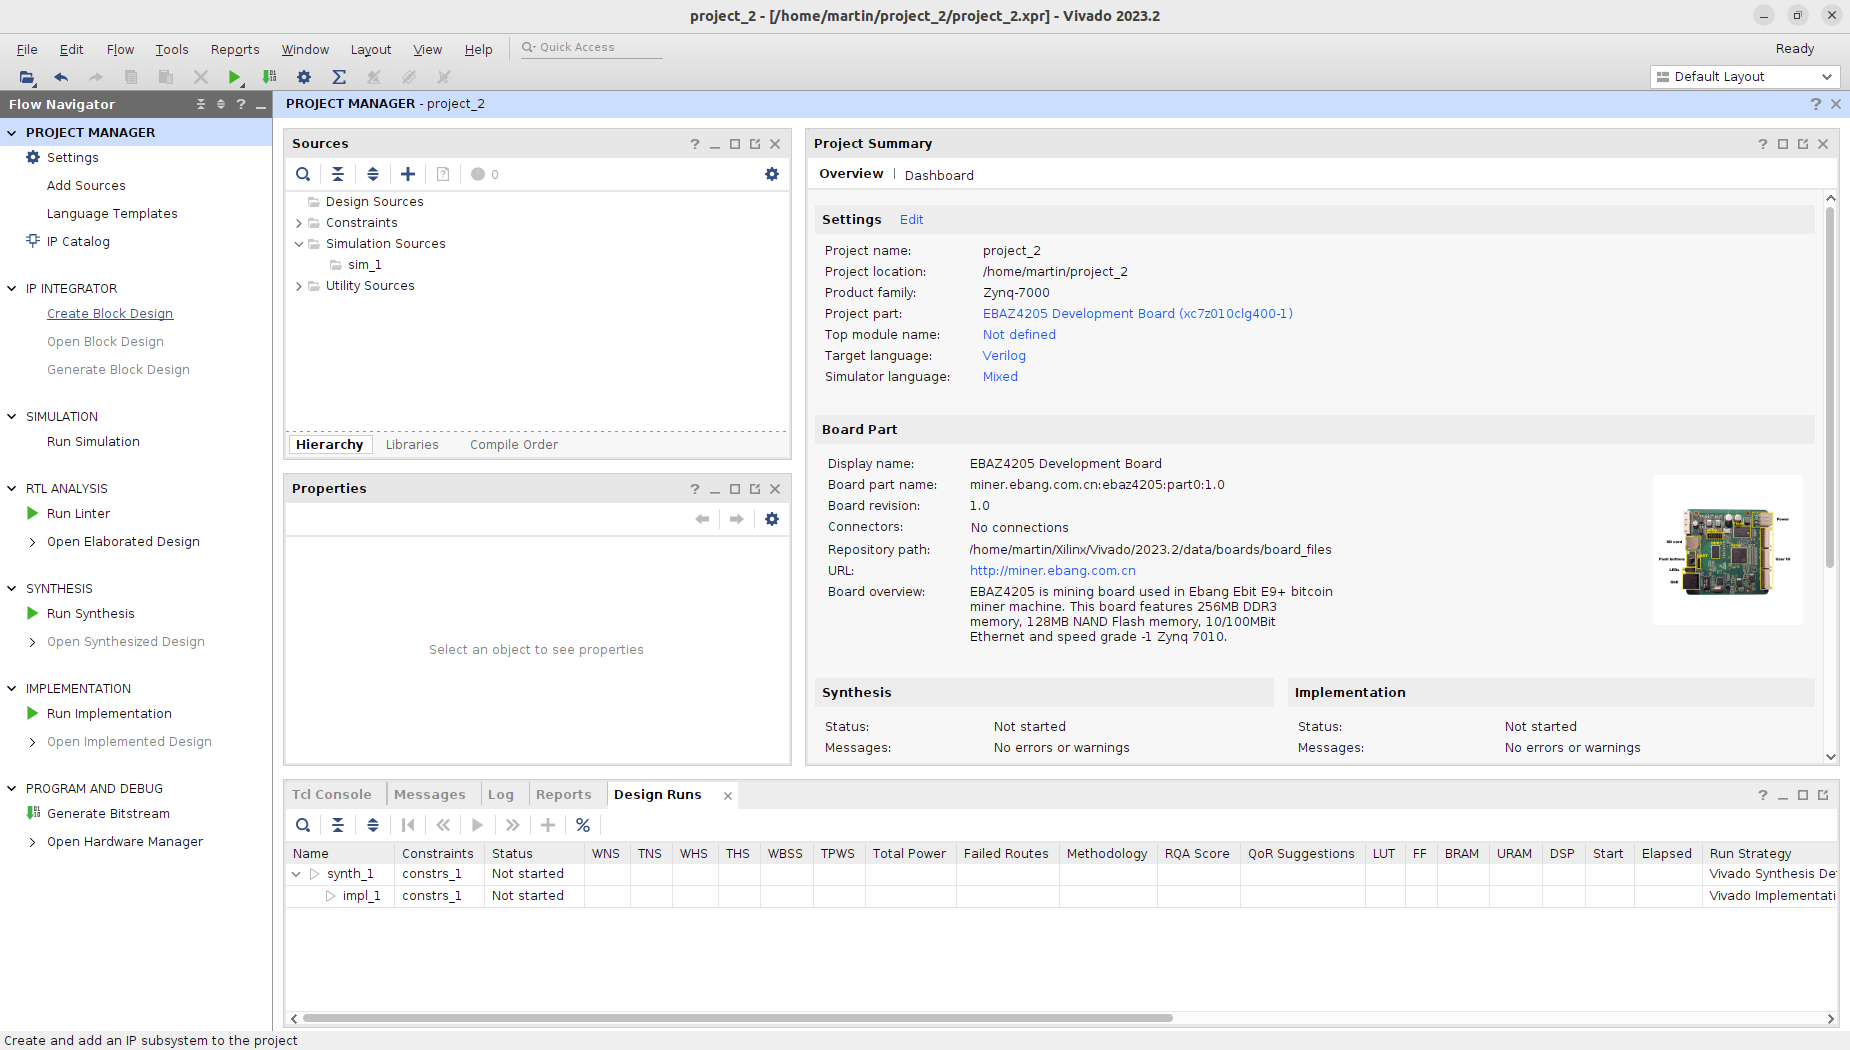 project_2 - [/home/martin/project_2/project_2.xpr] - Vivado 2023.2
File Edit Flow Tools Reports Window Layout View Help Quick Access Ready
Default Layout
Flow Navigator
PROJECT MANAGER
Settings
Add Sources
Language Templates
IP Catalog
IP INTEGRATOR
Create Block Design
Open Block Design
Generate Block Design
SIMULATION
Run Simulation
RTL ANALYSIS
Run Linter
Open Elaborated Design
SYNTHESIS
Run Synthesis
Open Synthesized Design
IMPLEMENTATION
Run Implementation
Open Implemented Design
PROGRAM AND DEBUG
Generate Bitstream
Open Hardware Manager
PROJECT MANAGER - project_2
Sources
0
Design Sources
Constraints
Simulation Sources
sim_1
Utility Sources
Hierarchy Libraries Compile Order
Properties
Select an object to see properties
Project Summary
Overview | Dashboard
Settings Edit
Project name: project_2
Project location: /home/martin/project_2
Product family: Zynq-7000
Project part: EBAZ4205 Development Board (xc7z010clg400-1)
Top module name: Not defined
Target language: Verilog
Simulator language: Mixed
Board Part
Display name: EBAZ4205 Development Board
Board part name: miner.ebang.com.cn:ebaz4205:part0:1.0
Board revision: 1.0
Connectors: No connections
Repository path: /home/martin/Xilinx/Vivado/2023.2/data/boards/board_files
URL: http://miner.ebang.com.cn
Board overview: EBAZ4205 is mining board used in Ebang Ebit E9+ bitcoin
miner machine. This board features 256MB DDR3
memory, 128MB NAND Flash memory, 10/100MBit
Ethernet and speed grade -1 Zynq 7010.
Power
SD card
User IO
Push buttons
LEDs
Synthesis
Status: Not started
Messages: No errors or warnings
Implementation
Status: Not started
Messages: No errors or warnings
Tcl Console Messages Log Reports Design Runs
Name Constraints Status WNS TNS WHS THS WBSS TPWS Total Power Failed Routes Methodology RQA Score QoR Suggestions LUT FF BRAM URAM DSP Start Elapsed Run Strategy
synth_1 constrs_1 Not started Vivado Synthesis De
impl_1 constrs_1 Not started Vivado Implementati
Create and add an IP subsystem to the project